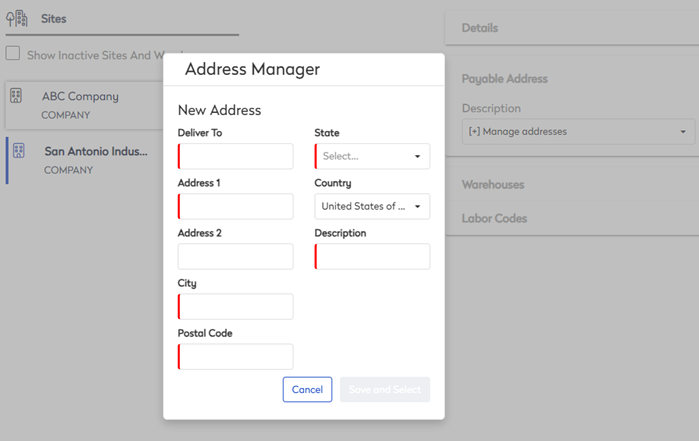 Sites
Show Inactive Sites And
ABC Company
COMPANY
San Antonio Indus...
COMPANY
Address Manager
New Address
Deliver To
State
Select...
Address 1
Country
United States of ...
Address 2
Description
City
Postal Code
Cancel
Save and Select
Details
Payable Address
Description
[+] Manage addresses
Warehouses
Labor Codes